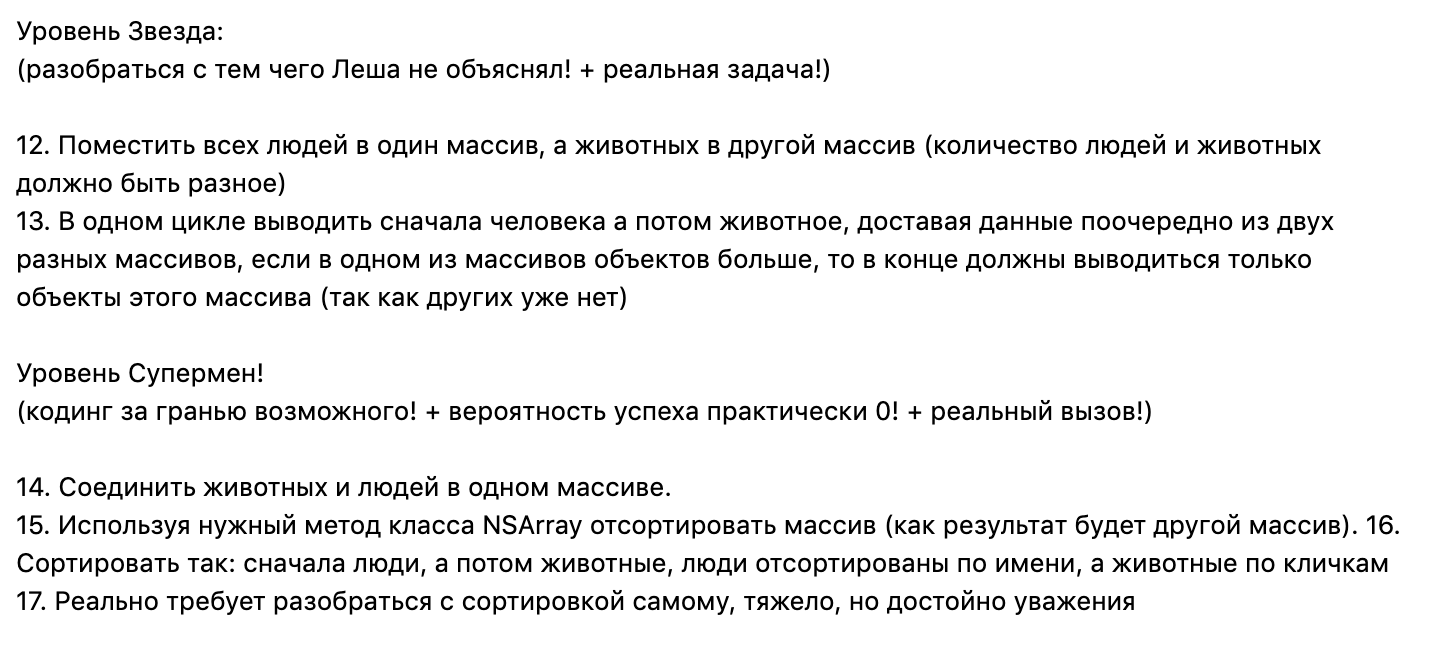 Уровень Звезда:
(разобраться с тем чего Леша не объяснял! + реальная задача!)
12. Поместить всех людей в один массив, а животных в другой массив (количество людей и животных
должно быть разное)
13. В одном цикле выводить сначала человека а потом животное, доставая данные поочередно из двух
разных массивов, если в одном из массивов объектов больше, то в конце должны выводиться только
объекты этого массива (так как других уже нет)
Уровень Супермен!
(кодинг за гранью возможного! + вероятность успеха практически 0! + реальный вызов!)
14. Соединить животных и людей в одном массиве.
15. Используя нужный метод класса NSArray отсортировать массив (как результат будет другой массив). 16.
Сортировать так: сначала люди, а потом животные, люди отсортированы по имени, а животные по кличкам
17. Реально требует разобраться с сортировкой самому, тяжело, но достойно уважения